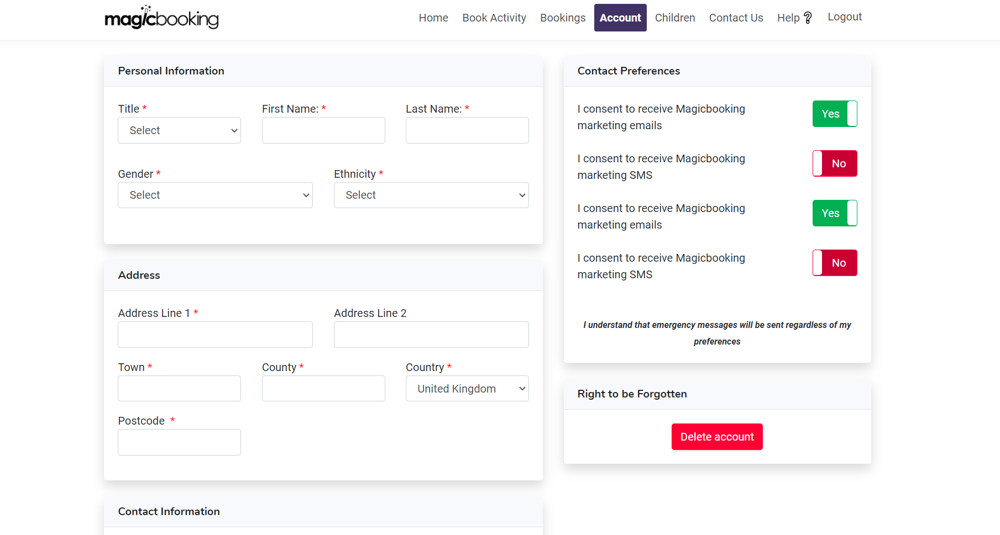 magicbooking
Home Book Activity Bookings Account Children Contact Us Help Logout
Personal Information
Title *
First Name: *
Last Name: *
Select
Gender *
Ethnicity *
Select
Select
Address
Address Line 1 *
Address Line 2
Town *
County *
Country *
United Kingdom
Postcode *
Contact Information
Contact Preferences
I consent to receive Magicbooking
marketing emails
Yes
I consent to receive Magicbooking
marketing SMS
No
I consent to receive Magicbooking
marketing emails
Yes
I consent to receive Magicbooking
marketing SMS
No
I understand that emergency messages will be sent regardless of my
preferences
Right to be Forgotten
Delete account